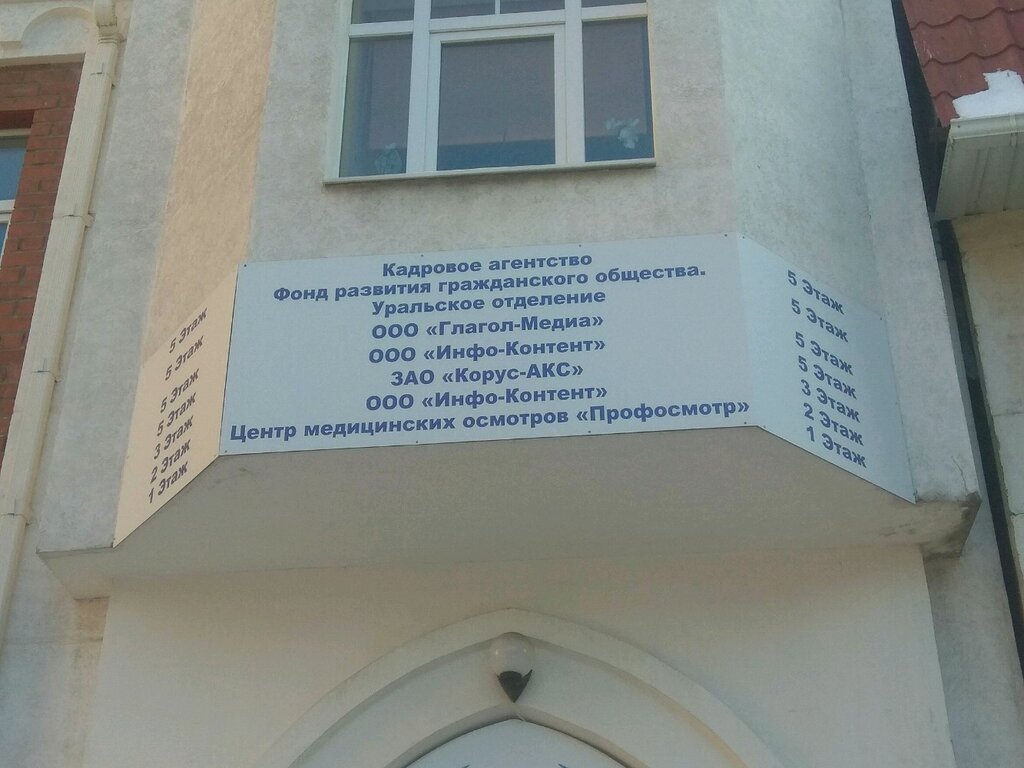 Кадровое агентство
Фонд развития гражданского общества.
Уральское отделение
ООО «Глагол-Медиа»
ООО «Инфо-Контент»
ЗАО «Корус-АКС»
ООО «Инфо-Контент»
Центр медицинских осмотров «Профосмотр»
5 Этаж
5 Этаж
5 Этаж
5 Этаж
3 Этаж
2 Этаж
1 Этаж
5 Этаж
5 Этаж
5 Этаж
5 Этаж
3 Этаж
2 Этаж
1 Этаж